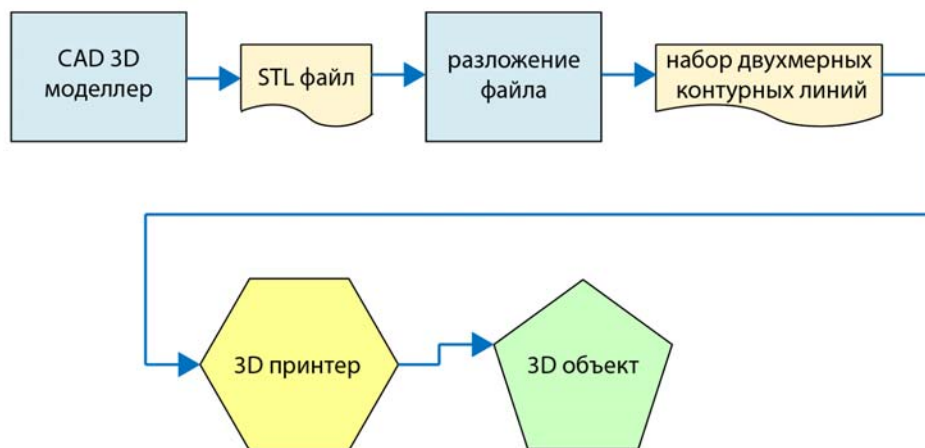 CAD 3D
моделлер
STL файл
разложение
файла
набор двухмерных
контурных линий
3D принтер
3D объект